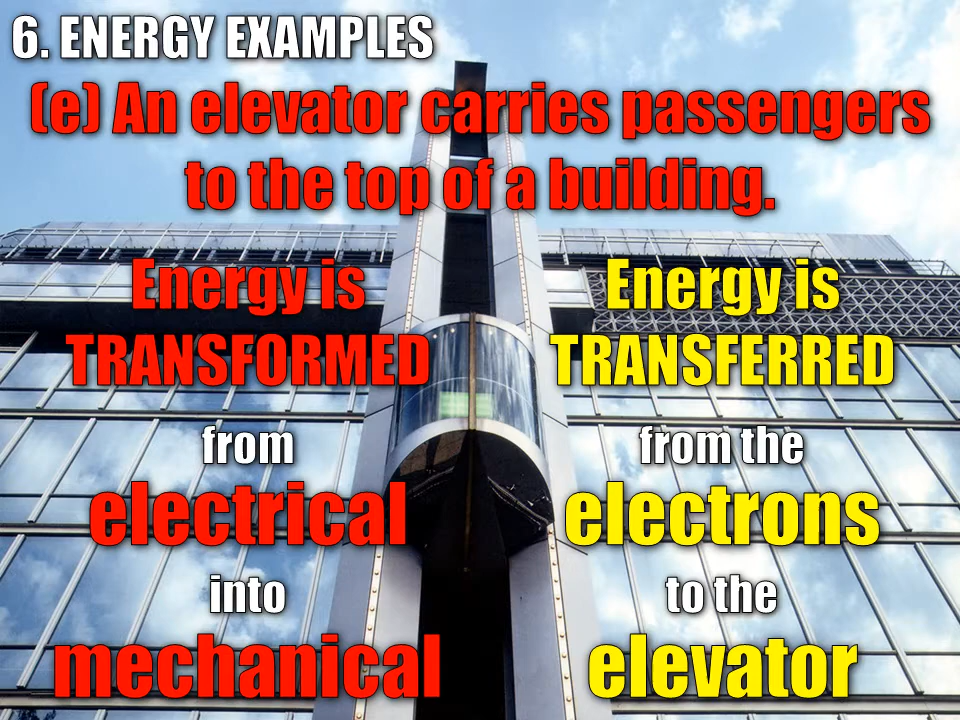 6. ENERGY EXAMPLES
(e) An elevator carries passengers
to the top of a building.
Energy is
TRANSFORMED
from
electrical
into
mechanical
Energy is
TRANSFERRED
from the
electrons
to the
elevator